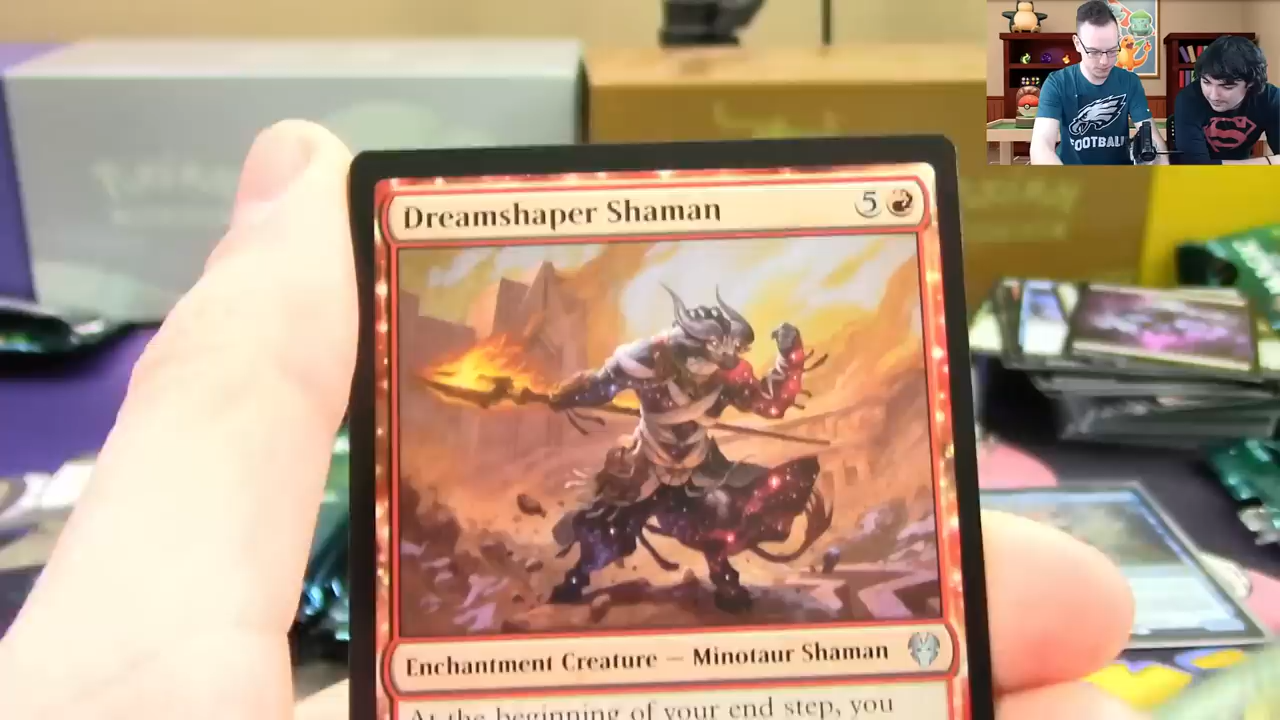 Dreamshaper Shaman 5
Enchantment Creature — Minotaur Shaman
At the beginning of your end step, you
FOOTBALL